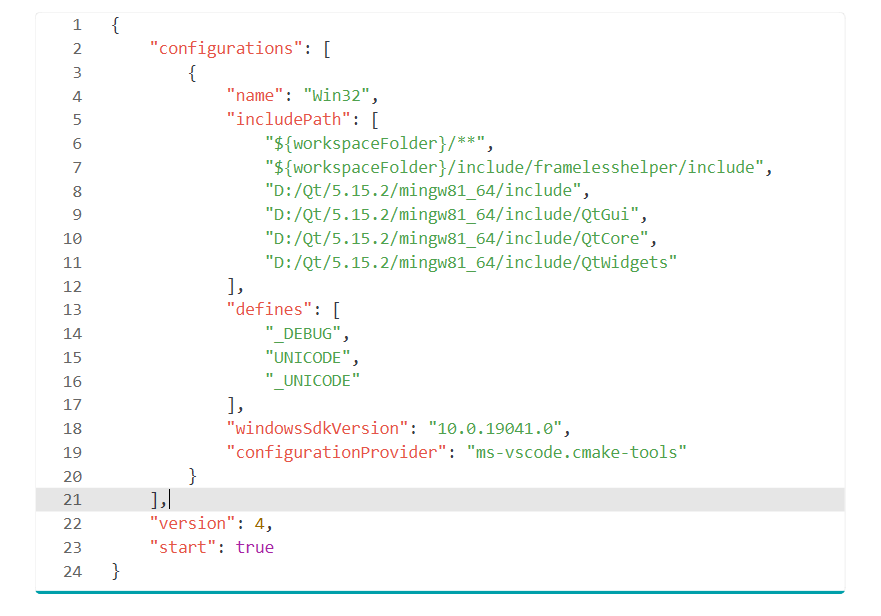 1 {
2     "configurations": [
3         {
4             "name": "Win32",
5             "includePath": [
6                 "${workspaceFolder}/**",
7                 "${workspaceFolder}/include/framelesshelper/include",
8                 "D:/Qt/5.15.2/mingw81_64/include",
9                 "D:/Qt/5.15.2/mingw81_64/include/QtGui",
10                 "D:/Qt/5.15.2/mingw81_64/include/QtCore",
11                 "D:/Qt/5.15.2/mingw81_64/include/QtWidgets"
12             ],
13             "defines": [
14                 "_DEBUG",
15                 "UNICODE",
16                 "_UNICODE"
17             ],
18             "windowsSdkVersion": "10.0.19041.0",
19             "configurationProvider": "ms-vscode.cmake-tools"
20         }
21     ],
22     "version": 4,
23     "start": true
24 }